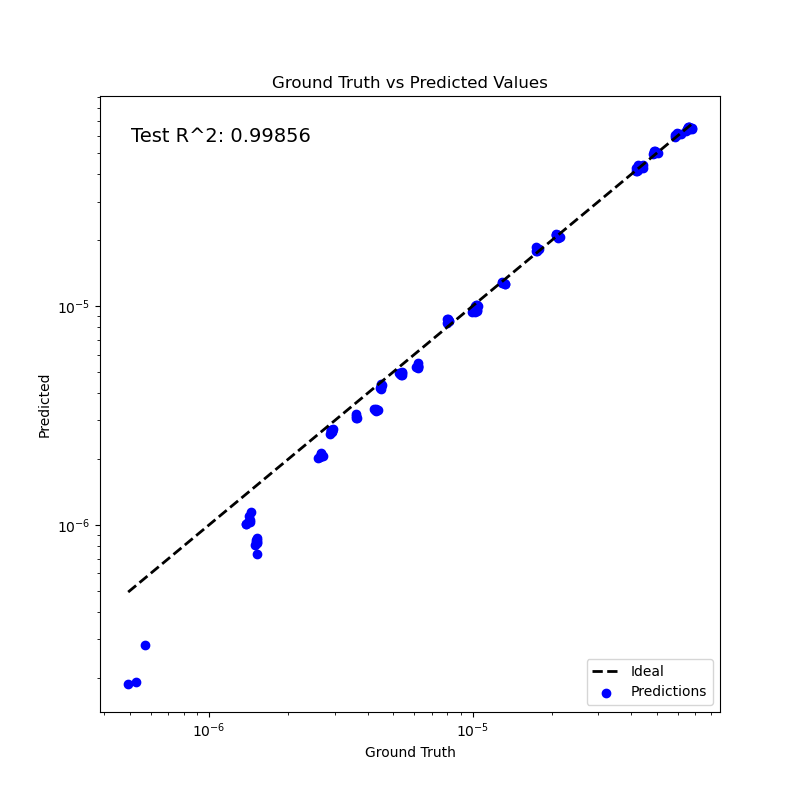 Ground Truth vs Predicted Values
Test R^2: 0.99856
Predicted
10⁻⁵
10⁻⁶
10⁻⁶
10⁻⁵
Ground Truth
Ideal
Predictions